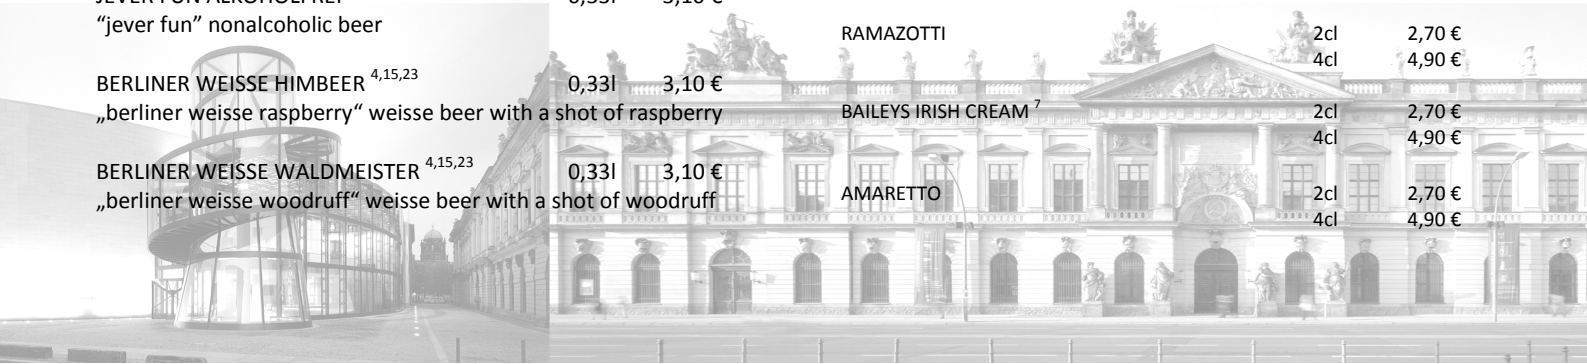 "jever fun" nonalcoholic beer
BERLINER WEISSE HIMBEER 4,15,23 0,33l 3,10 €
„berliner weisse raspberry“ weisse beer with a shot of raspberry
BERLINER WEISSE WALDMEISTER 4,15,23 0,33l 3,10 €
„berliner weisse woodruff“ weisse beer with a shot of woodruff
RAMAZOTTI 2cl 2,70 €
4cl 4,90 €
BAILEYS IRISH CREAM 7 2cl 2,70 €
4cl 4,90 €
AMARETTO 2cl 2,70 €
4cl 4,90 €